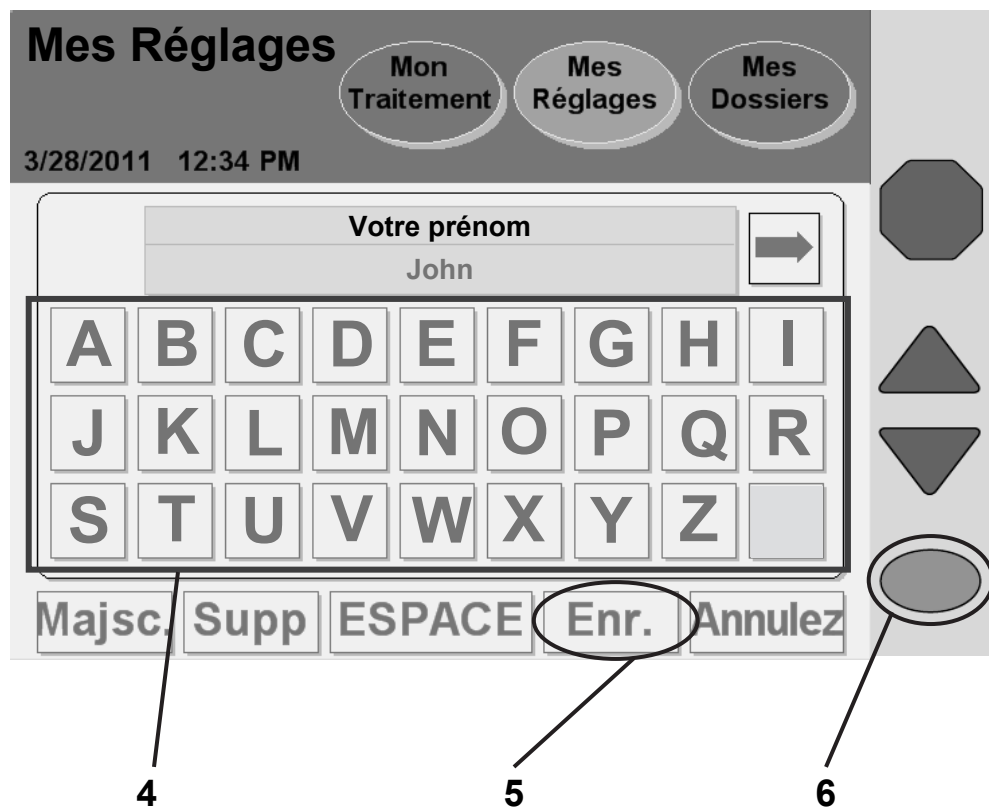 Mes Réglages
Mon Traitement
Mes Réglages
Mes Dossiers
3/28/2011 12:34 PM
Votre prénom
John
A B C D E F G H I
J K L M N O P Q R
S T U V W X Y Z
Majsc. Supp ESPACE Enr. Annulez
4 5 6